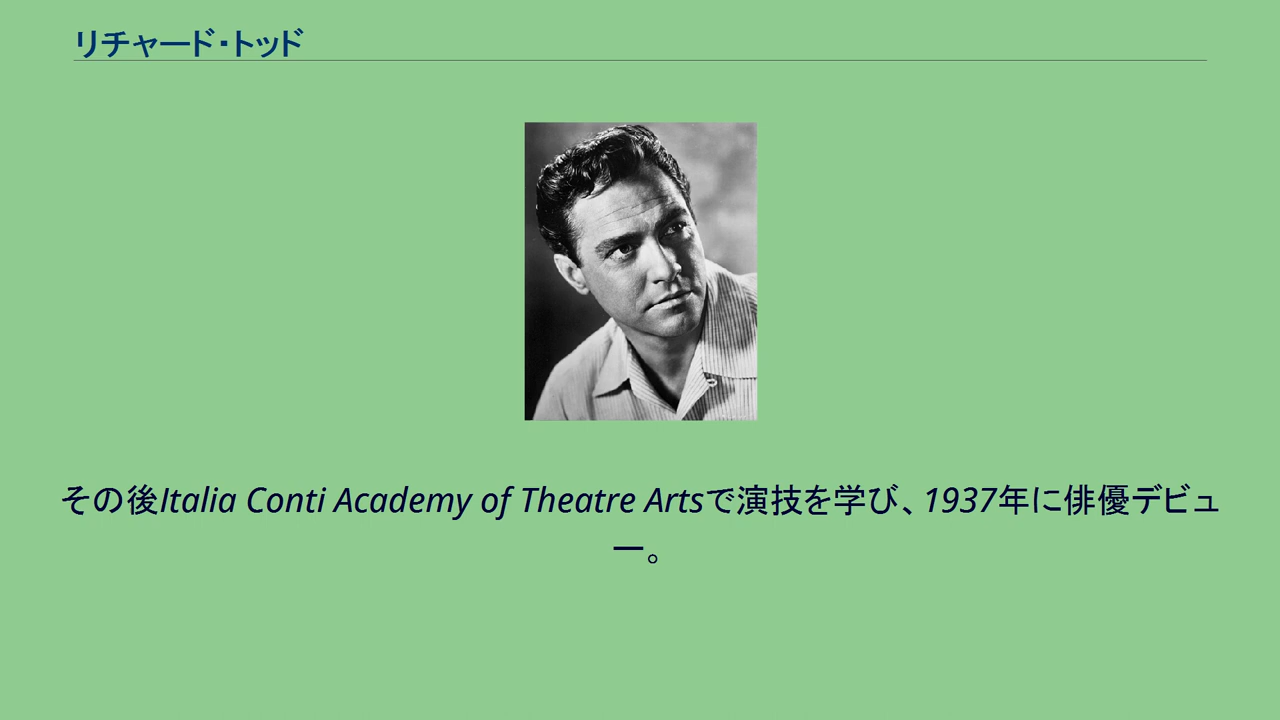 リチャード・トッド
その後Italia Conti Academy of Theatre Artsで演技を学び、1937年に俳優デビュ
ー。